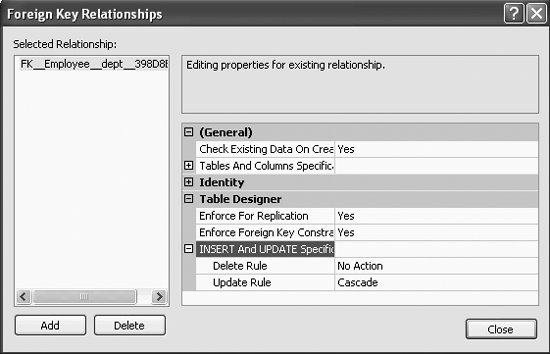 Foreign Key Relationships
Selected Relationship:
FK__Employee__dept__398D8E
Editing properties for existing relationship.
(General)
Check Existing Data On Crea Yes
Tables And Columns Specific
Identity
Table Designer
Enforce For Replication Yes
Enforce Foreign Key Constra Yes
INSERT And UPDATE Specific
Delete Rule No Action
Update Rule Cascade
Add Delete
Close